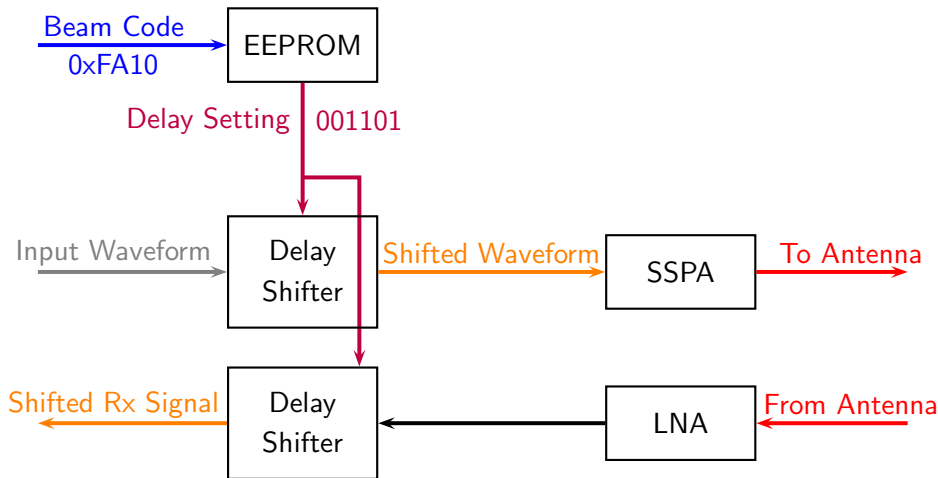 Beam Code
0xFA10
EEPROM
Delay Setting
001101
Input Waveform
Delay
Shifter
Shifted Waveform
SSPA
To Antenna
Shifted Rx Signal
Delay
Shifter
LNA
From Antenna